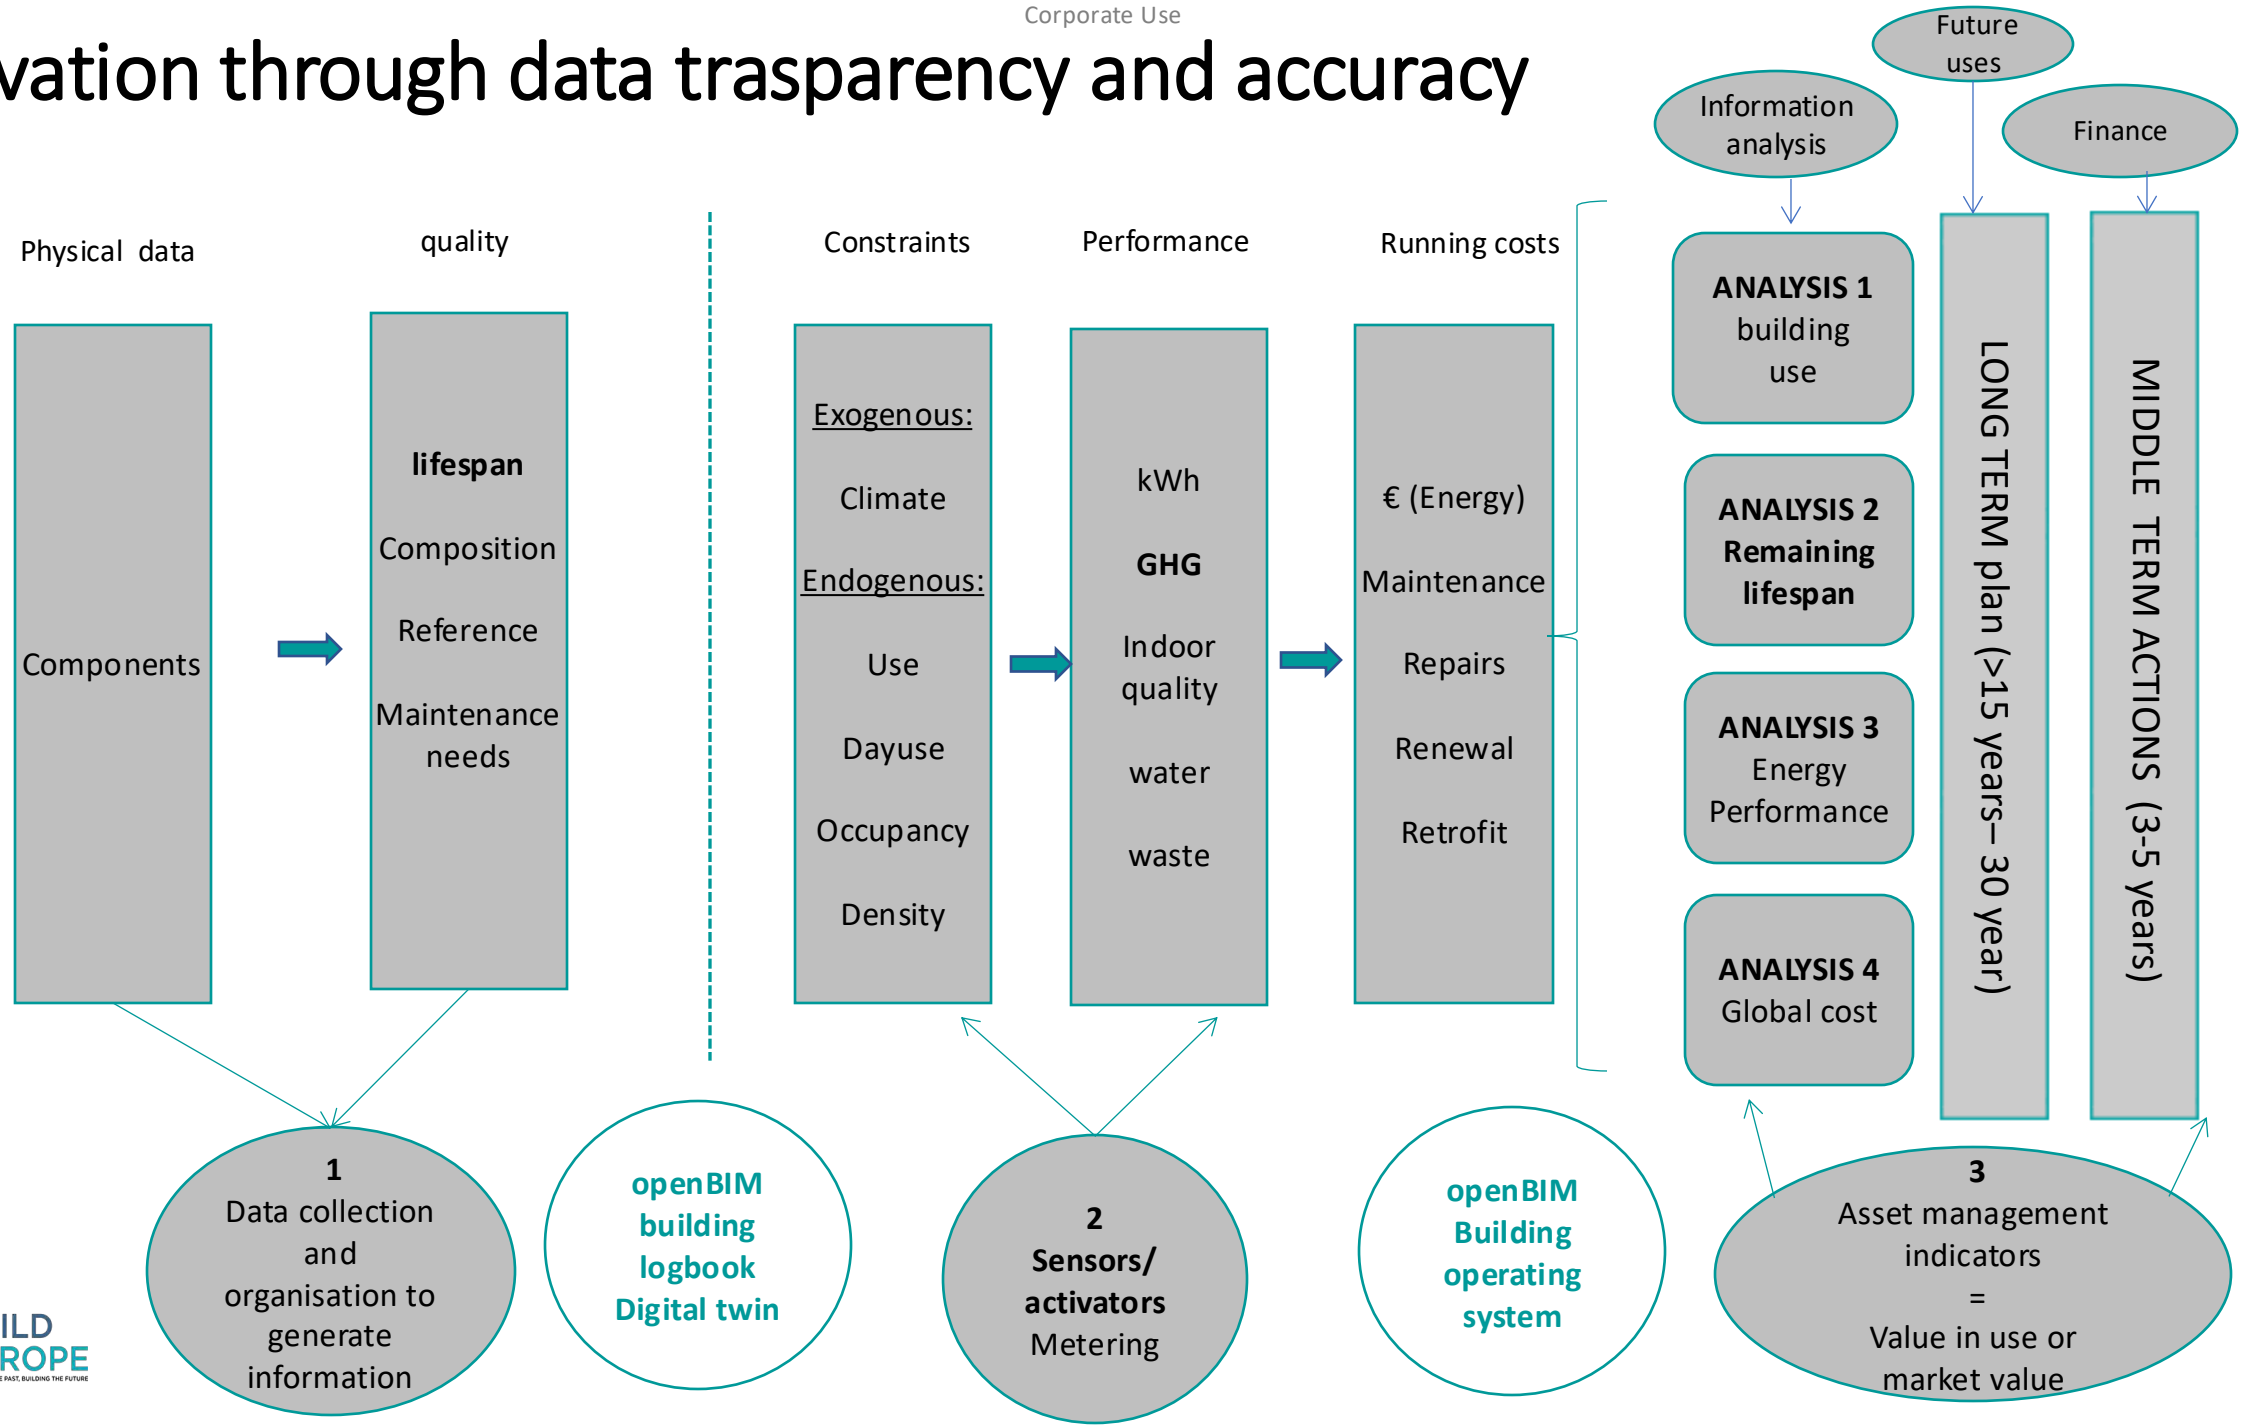 Corporate Use
vation through data trasparency and accuracy
Future
uses
Information
analysis
Finance
Physical data
quality
Constraints
Performance
Running costs
Components
lifespan
Composition
Reference
Maintenance
needs
Exogenous:
Climate
Endogenous:
Use
Dayuse
Occupancy
Density
kWh
GHG
Indoor
quality
water
waste
€ (Energy)
Maintenance
Repairs
Renewal
Retrofit
ANALYSIS 1
building
use
ANALYSIS 2
Remaining
lifespan
ANALYSIS 3
Energy
Performance
ANALYSIS 4
Global cost
LONG TERM plan (>15 years– 30 year)
MIDDLE TERM ACTIONS (3-5 years)
1
Data collection
and
organisation to
generate
information
openBIM
building
logbook
Digital twin
2
Sensors/
activators
Metering
openBIM
Building
operating
system
3
Asset management
indicators
=
Value in use or
market value
ILD
ROPE
E PAST, BUILDING THE FUTURE